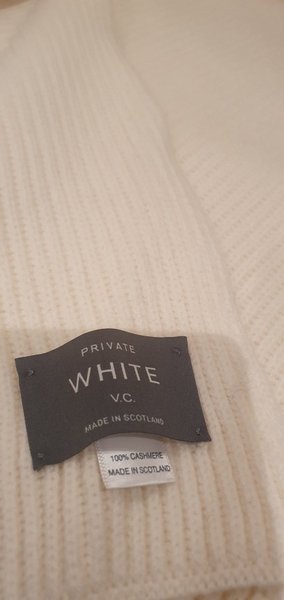 PRIVATE
WHITE
V.C.
MADE IN SCOTLAND
100% CASHMERE
MADE IN SCOTLAND